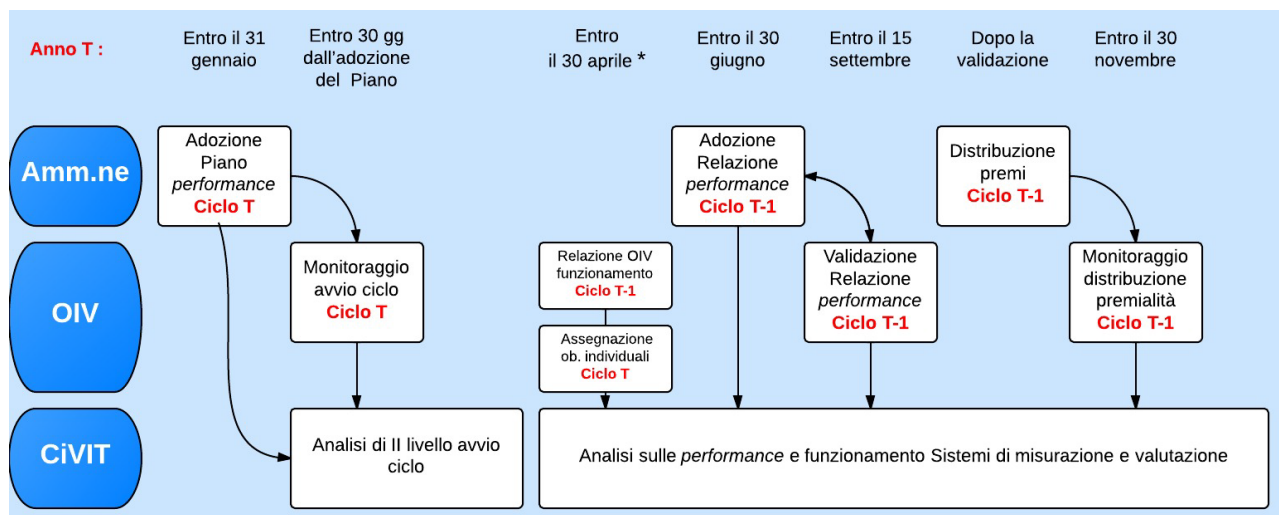 Anno T :
Entro il 31
gennaio
Entro 30 gg
dall'adozione
del Piano
Entro
il 30 aprile *
Entro il 30
giugno
Entro il 15
settembre
Dopo la
validazione
Entro il 30
novembre
Amm.ne
Adozione
Piano
performance
Ciclo T
Adozione
Relazione
performance
Ciclo T-1
Distribuzione
premi
Ciclo T-1
OIV
Monitoraggio
avvio ciclo
Ciclo T
Relazione OIV
funzionamento
Ciclo T-1
Assegnazione
ob. individuali
Ciclo T
Validazione
Relazione
performance
Ciclo T-1
Monitoraggio
distribuzione
premialità
Ciclo T-1
CiVIT
Analisi di II livello avvio
ciclo
Analisi sulle performance e funzionamento Sistemi di misurazione e valutazione